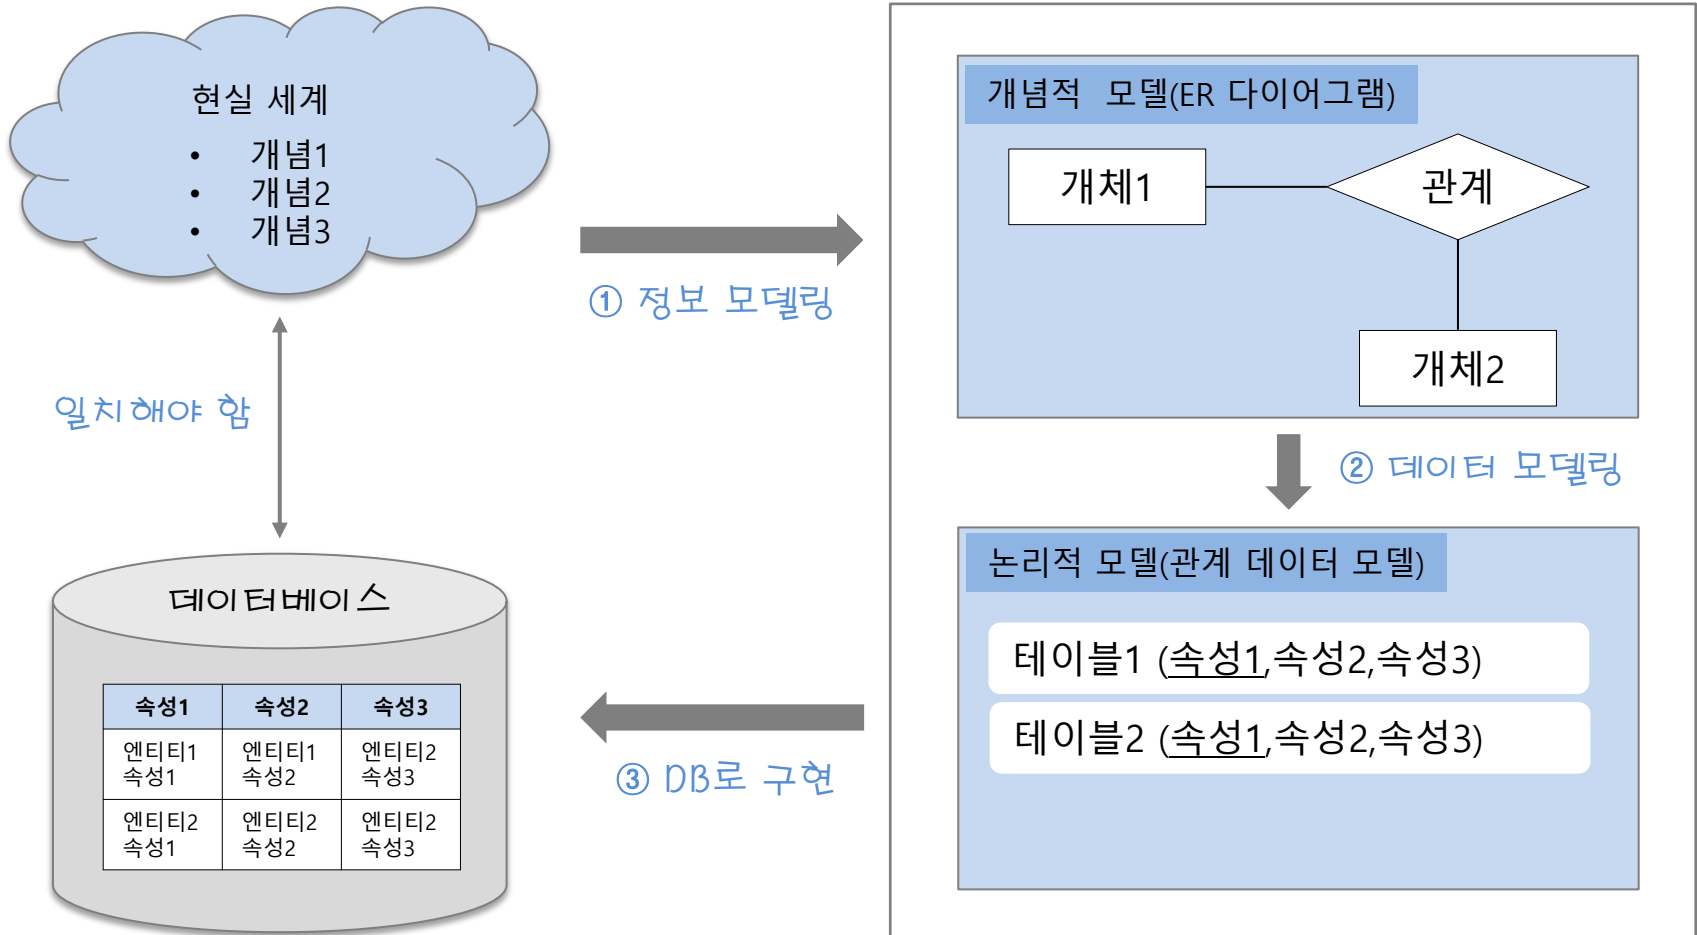 현실 세계
• 개념1
• 개념2
• 개념3
① 정보 모델링
개념적 모델(ER 다이어그램)
개체1
관계
개체2
② 데이터 모델링
논리적 모델(관계 데이터 모델)
테이블1 (속성1,속성2,속성3)
테이블2 (속성1,속성2,속성3)
③ DB로 구현
일치해야 함
데이터베이스
속성1 속성2 속성3
엔티티1 엔티티1 엔티티2
속성1 속성2 속성3
엔티티2 엔티티2 엔티티2
속성1 속성2 속성3